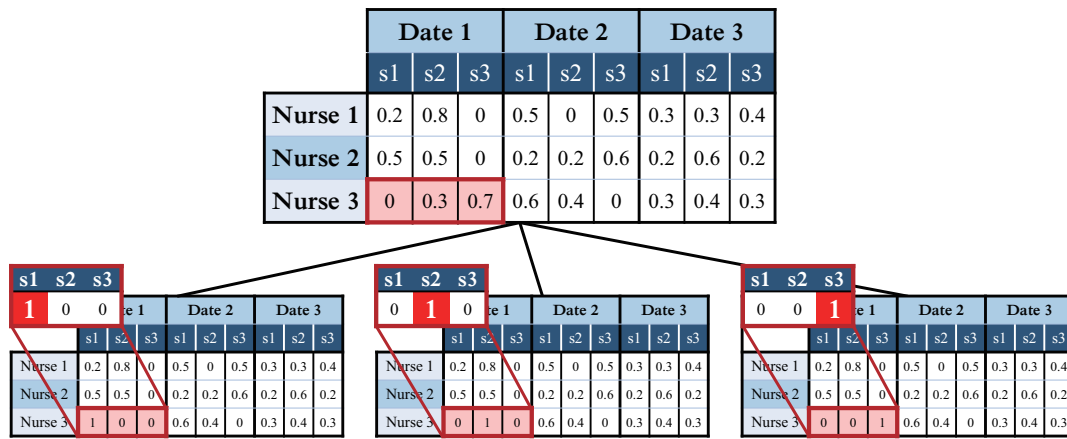 Date 1 Date 2 Date 3
s1 s2 s3 s1 s2 s3 s1 s2 s3
Nurse 1 0.2 0.8 0 0.5 0 0.5 0.3 0.3 0.4
Nurse 2 0.5 0.5 0 0.2 0.2 0.6 0.2 0.6 0.2
Nurse 3 0 0.3 0.7 0.6 0.4 0 0.3 0.4 0.3
s1 s2 s3
1 0 0
te 1 Date 2 Date 3
s1 s2 s3 s1 s2 s3 s1 s2 s3
Nurse 1 0.2 0.8 0 0.5 0 0.5 0.3 0.3 0.4
Nurse 2 0.5 0.5 0 0.2 0.2 0.6 0.2 0.6 0.2
Nurse 3 1 0 0 0.6 0.4 0 0.3 0.4 0.3
s1 s2 s3
0 1 0
te 1 Date 2 Date 3
s1 s2 s3 s1 s2 s3 s1 s2 s3
Nurse 1 0.2 0.8 0 0.5 0 0.5 0.3 0.3 0.4
Nurse 2 0.5 0.5 0 0.2 0.2 0.6 0.2 0.6 0.2
Nurse 3 0 1 0 0.6 0.4 0 0.3 0.4 0.3
s1 s2 s3
0 0 1
te 1 Date 2 Date 3
s1 s2 s3 s1 s2 s3 s1 s2 s3
Nurse 1 0.2 0.8 0 0.5 0 0.5 0.3 0.3 0.4
Nurse 2 0.5 0.5 0 0.2 0.2 0.6 0.2 0.6 0.2
Nurse 3 0 0 1 0.6 0.4 0 0.3 0.4 0.3